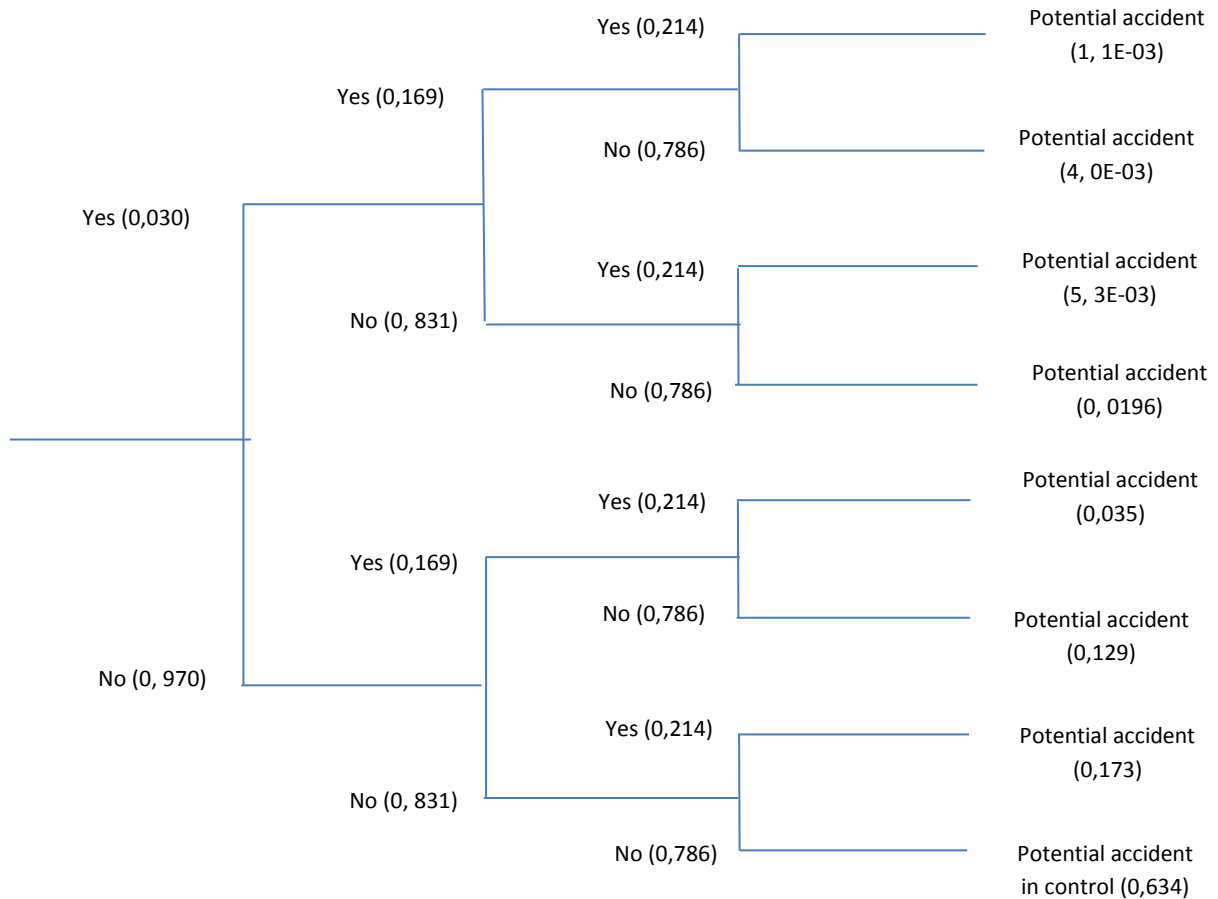 Yes (0,214)
Potential accident
(1, 1E-03)
Yes (0,169)
No (0,786)
Potential accident
(4, 0E-03)
Yes (0,030)
Yes (0,214)
Potential accident
(5, 3E-03)
No (0, 831)
No (0,786)
Potential accident
(0, 0196)
Yes (0,214)
Potential accident
(0,035)
Yes (0,169)
No (0,786)
Potential accident
(0,129)
No (0, 970)
Yes (0,214)
Potential accident
(0,173)
No (0, 831)
No (0,786)
Potential accident
in control (0,634)